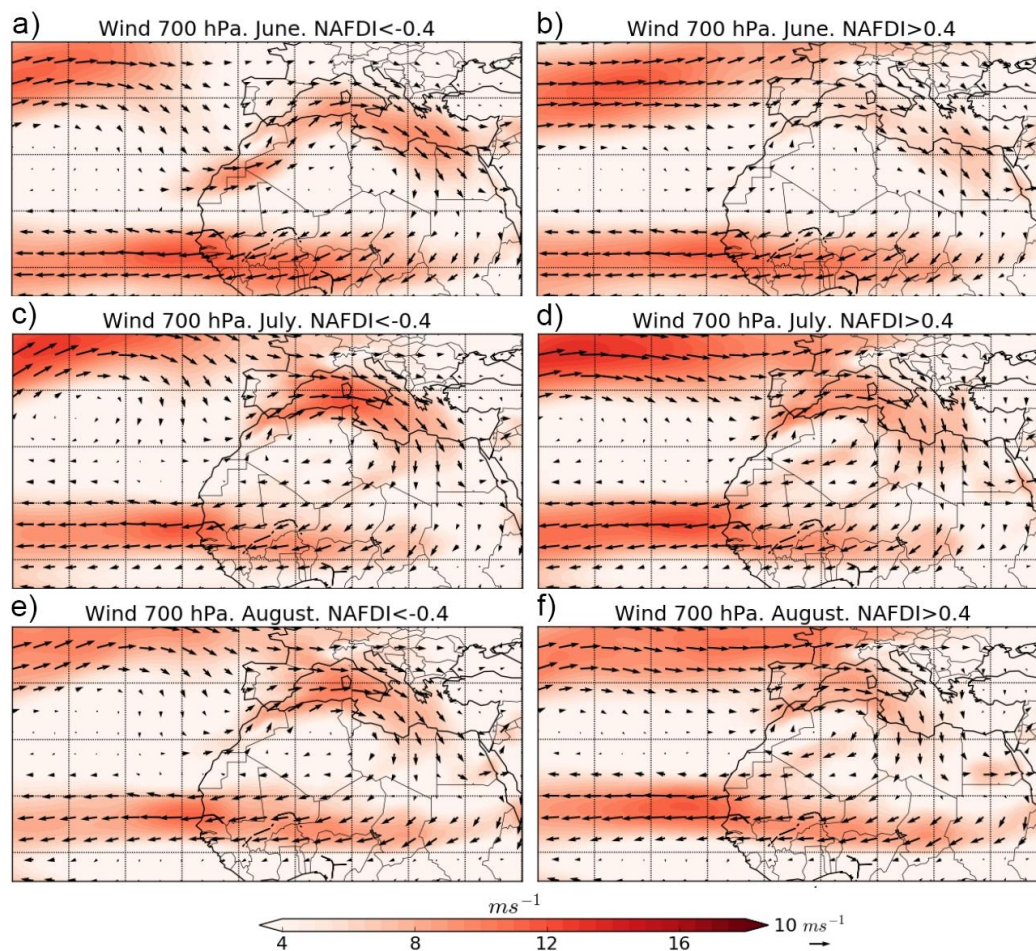 a) Wind 700 hPa. June. NAFDI<-0.4
b) Wind 700 hPa. June. NAFDI>0.4
c) Wind 700 hPa. July. NAFDI<-0.4
d) Wind 700 hPa. July. NAFDI>0.4
e) Wind 700 hPa. August. NAFDI<-0.4
f) Wind 700 hPa. August. NAFDI>0.4
ms⁻¹
10 ms⁻¹
4 8 12 16